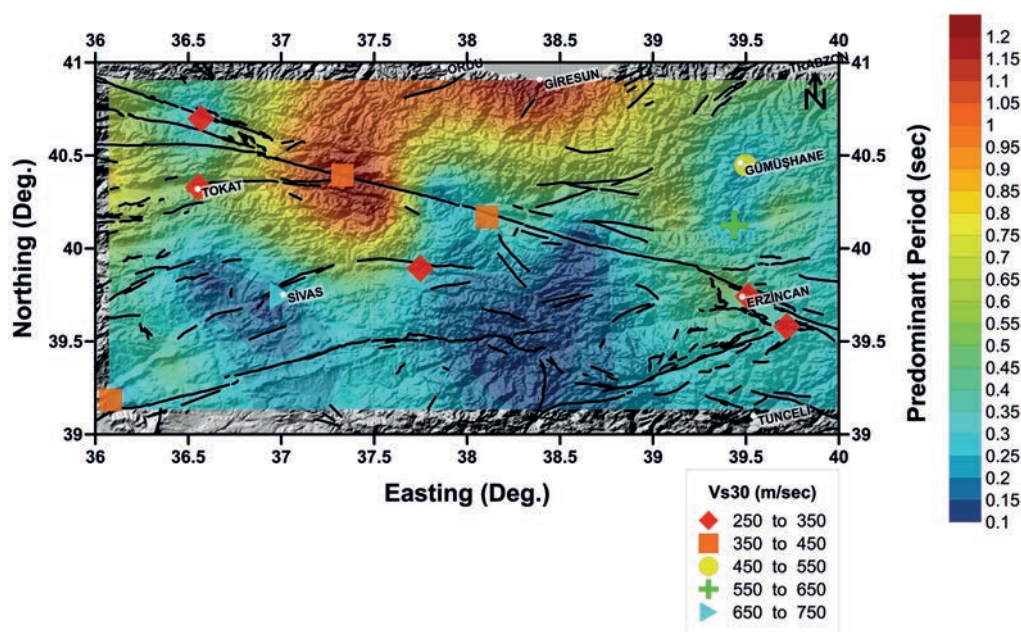 36 36.5 37 37.5 38 38.5 39 39.5 40
41 41
ORDU
GİRESUN
TRABZON
N
40.5 40.5
GÜMÜŞHANE
TOKAT
40 40
SİVAS
ERZİNCAN
39.5 39.5
TUNCELİ
39 39
36 36.5 37 37.5 38 38.5 39 39.5 40
Easting (Deg.)
Northing (Deg.)
Predominant Period (sec)
1.2
1.15
1.1
1.05
1
0.95
0.9
0.85
0.8
0.75
0.7
0.65
0.6
0.55
0.5
0.45
0.4
0.35
0.3
0.25
0.2
0.15
0.1
Vs30 (m/sec)
250 to 350
350 to 450
450 to 550
550 to 650
650 to 750